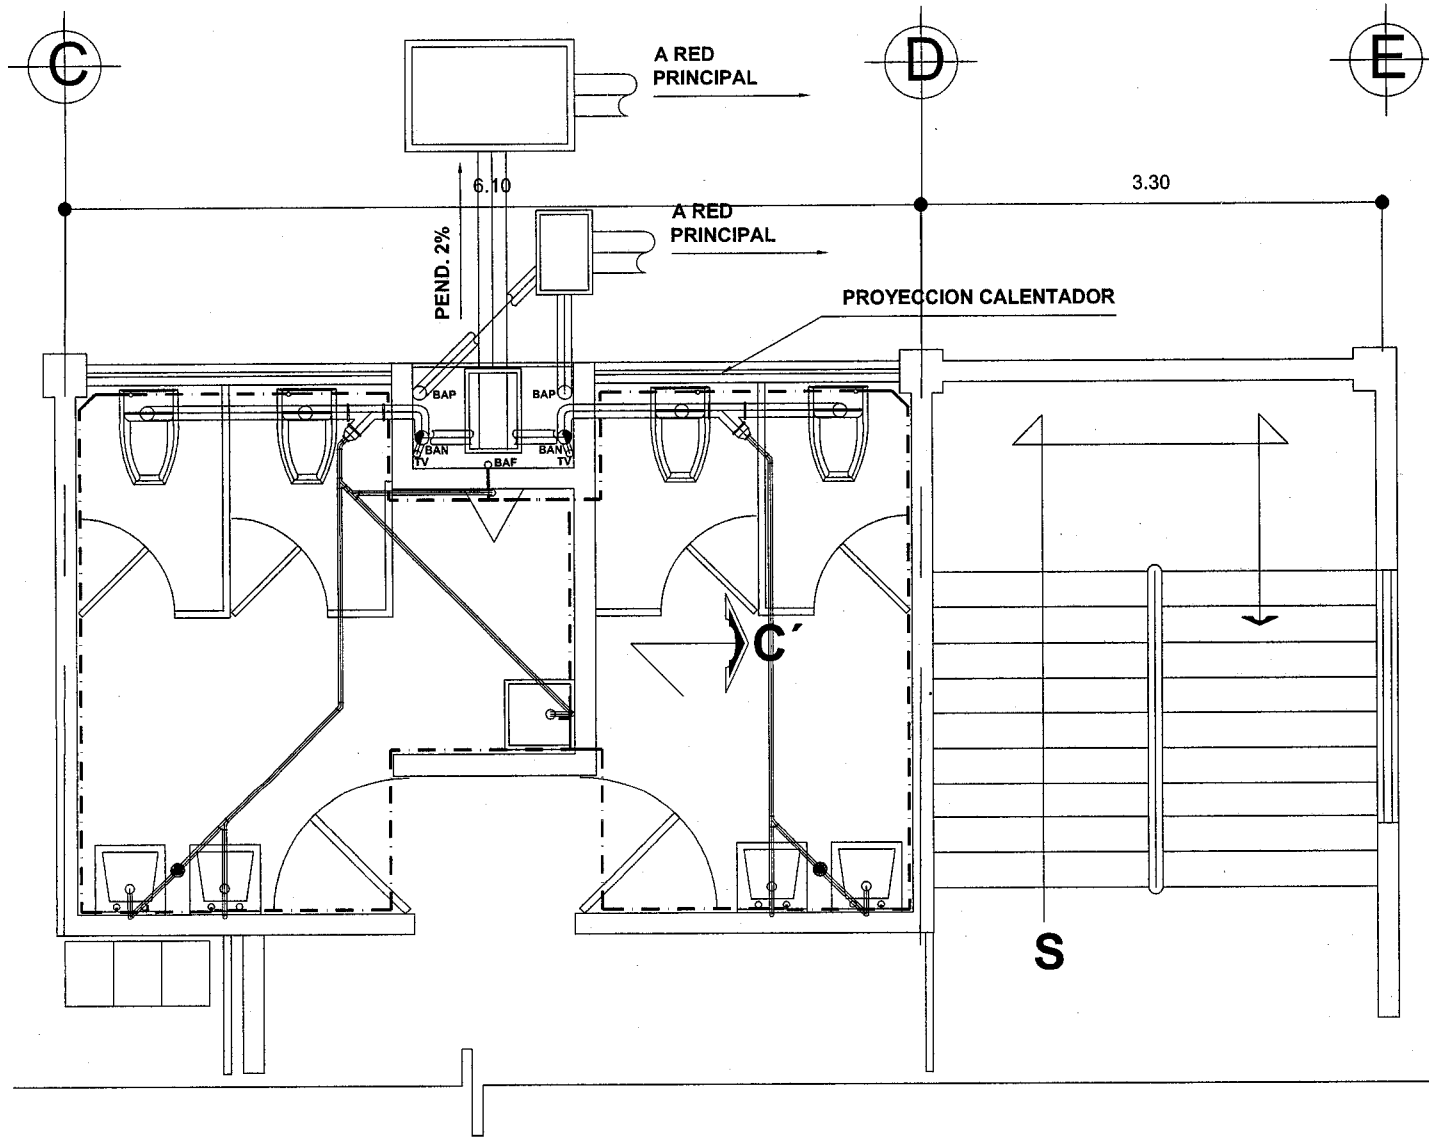 C
D
E
A RED
PRINCIPAL
6.10
3.30
A RED
PRINCIPAL
PEND. 2%
PROYECCION CALENTADOR
BAP
BAP
BAN
BAN
TV
BAF
TV
C´
S